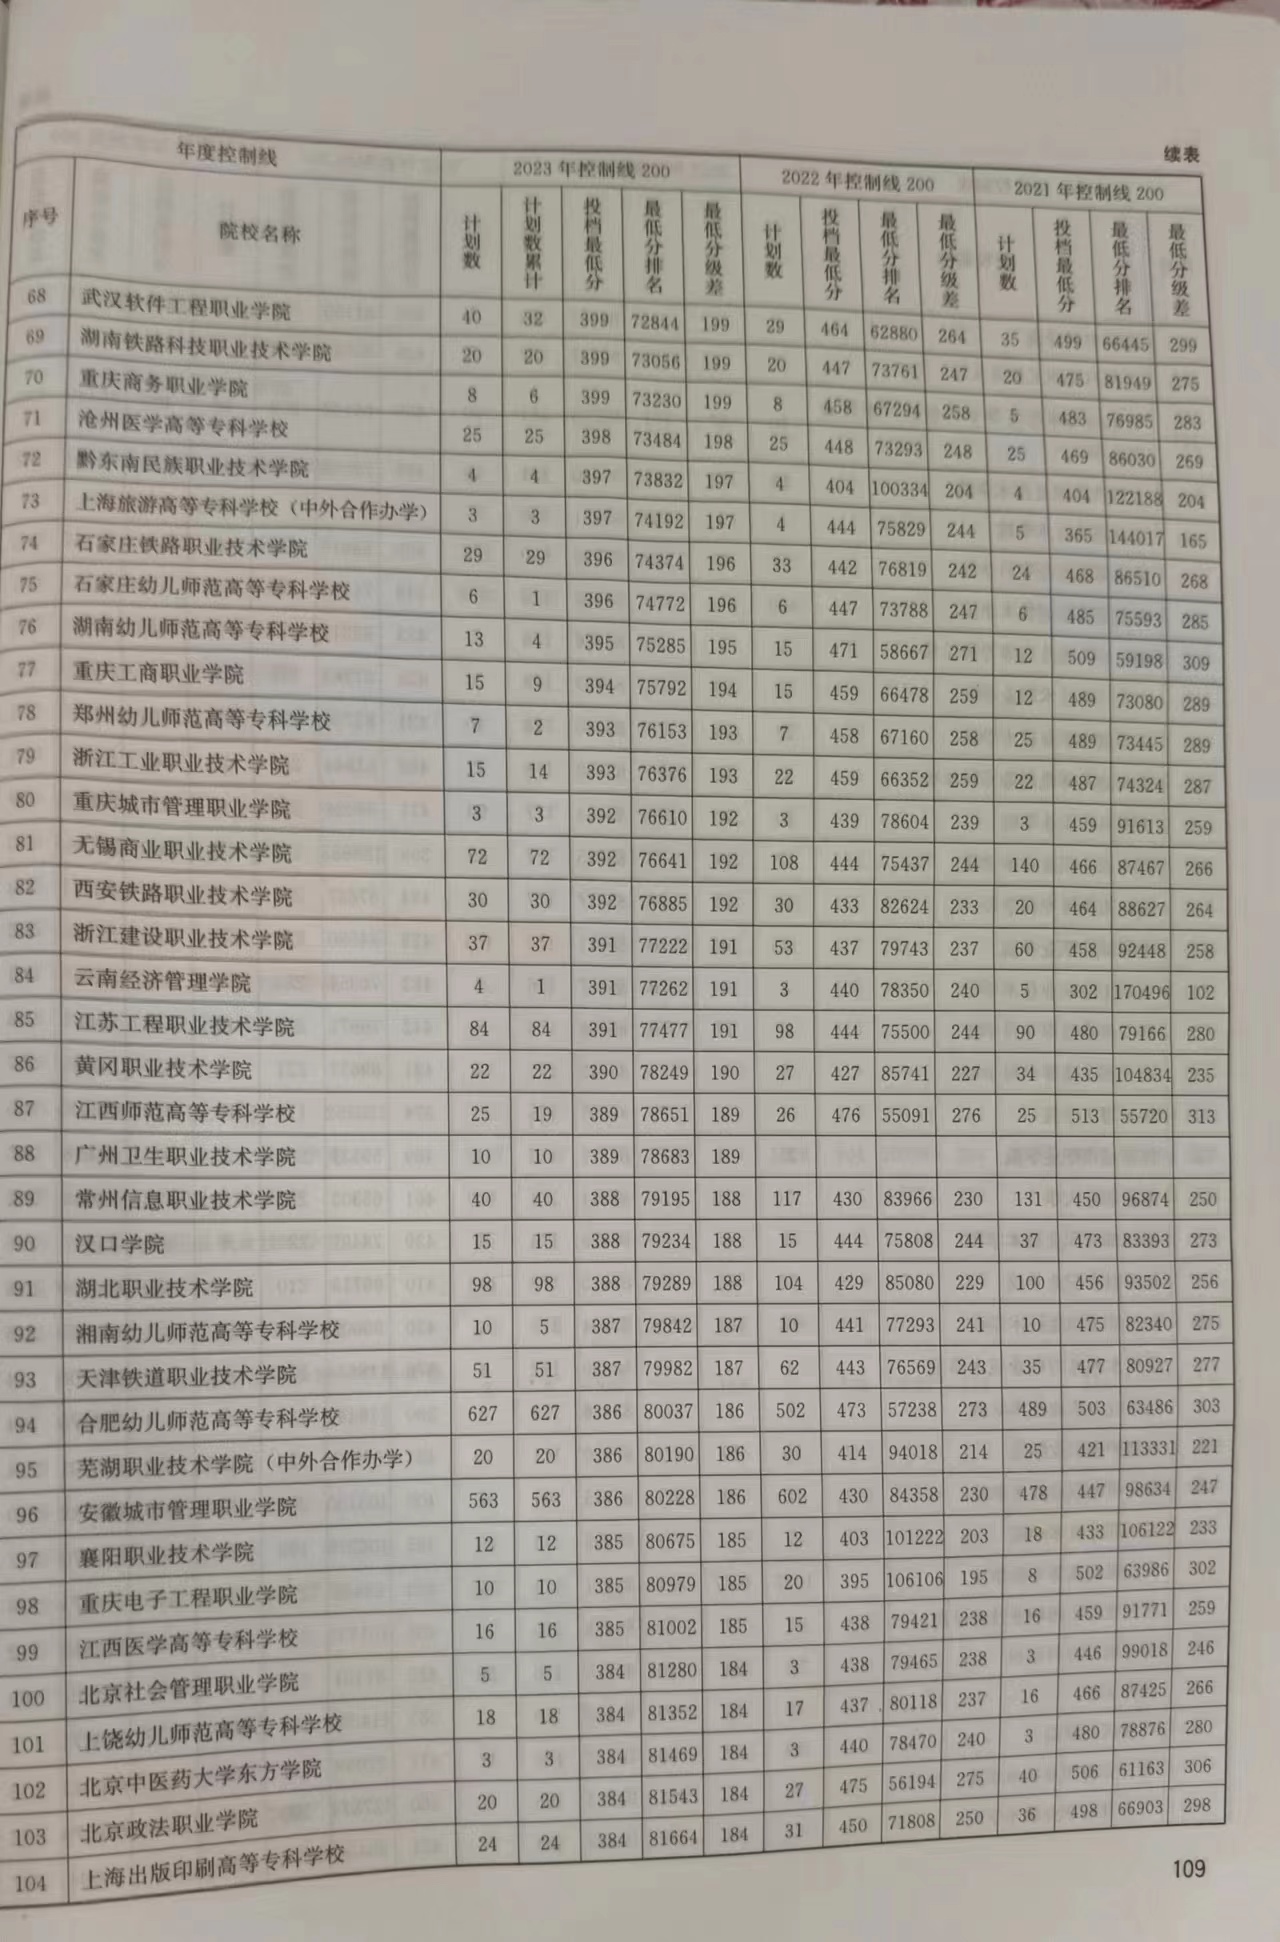 续表
年度控制线 2023年控制线200 2022年控制线200 2021年控制线200
序号 院校名称 计划数 计划数累计 投档最低分 最低分排名 最低分级差 计划数 投档最低分 最低分排名 最低分级差 计划数 投档最低分 最低分排名 最低分级差
68 武汉软件工程职业学院 40 32 399 72844 199 29 464 62880 264 35 499 66445 299
69 湖南铁路科技职业技术学院 20 20 399 73056 199 20 447 73761 247 20 475 81949 275
70 重庆商务职业学院 8 6 399 73230 199 8 458 67294 258 5 483 76985 283
71 沧州医学高等专科学校 25 25 398 73484 198 25 448 73293 248 25 469 86030 269
72 黔东南民族职业技术学院 4 4 397 73832 197 4 404 100334 204 4 404 122188 204
73 上海旅游高等专科学校（中外合作办学） 3 3 397 74192 197 4 444 75829 244 5 365 144017 165
74 石家庄铁路职业技术学院 29 29 396 74374 196 33 442 76819 242 24 468 86510 268
75 石家庄幼儿师范高等专科学校 6 1 396 74772 196 6 447 73788 247 6 485 75593 285
76 湖南幼儿师范高等专科学校 13 4 395 75285 195 15 471 58667 271 12 509 59198 309
77 重庆工商职业学院 15 9 394 75792 194 15 459 66478 259 12 489 73080 289
78 郑州幼儿师范高等专科学校 7 2 393 76153 193 7 458 67160 258 25 489 73445 289
79 浙江工业职业技术学院 15 14 393 76376 193 22 459 66352 259 22 487 74324 287
80 重庆城市管理职业学院 3 3 392 76610 192 3 439 78604 239 3 459 91613 259
81 无锡商业职业技术学院 72 72 392 76641 192 108 444 75437 244 140 466 87467 266
82 西安铁路职业技术学院 30 30 392 76885 192 30 433 82624 233 20 464 88627 264
83 浙江建设职业技术学院 37 37 391 77222 191 53 437 79743 237 60 458 92448 258
84 云南经济管理学院 4 1 391 77262 191 3 440 78350 240 5 302 170496 102
85 江苏工程职业技术学院 84 84 391 77477 191 98 444 75500 244 90 480 79166 280
86 黄冈职业技术学院 22 22 390 78249 190 27 427 85741 227 34 435 104834 235
87 江西师范高等专科学校 25 19 389 78651 189 26 476 55091 276 25 513 55720 313
88 广州卫生职业技术学院 10 10 389 78683 189
89 常州信息职业技术学院 40 40 388 79195 188 117 430 83966 230 131 450 96874 250
90 汉口学院 15 15 388 79234 188 15 444 75808 244 37 473 83393 273
91 湖北职业技术学院 98 98 388 79289 188 104 429 85080 229 100 456 93502 256
92 湘南幼儿师范高等专科学校 10 5 387 79842 187 10 441 77293 241 10 475 82340 275
93 天津铁道职业技术学院 51 51 387 79982 187 62 443 76569 243 35 477 80927 277
94 合肥幼儿师范高等专科学校 627 627 386 80037 186 502 473 57238 273 489 503 63486 303
95 芜湖职业技术学院（中外合作办学） 20 20 386 80190 186 30 414 94018 214 25 421 113331 221
96 安徽城市管理职业学院 563 563 386 80228 186 602 430 84358 230 478 447 98634 247
97 襄阳职业技术学院 12 12 385 80675 185 12 403 101222 203 18 433 106122 233
98 重庆电子工程职业学院 10 10 385 80979 185 20 395 106106 195 8 502 63986 302
99 江西医学高等专科学校 16 16 385 81002 185 15 438 79421 238 16 459 91771 259
100 北京社会管理职业学院 5 5 384 81280 184 3 438 79465 238 3 446 99018 246
101 上饶幼儿师范高等专科学校 18 18 384 81352 184 17 437 80118 237 16 466 87425 266
102 北京中医药大学东方学院 3 3 384 81469 184 3 440 78470 240 3 480 78876 280
103 北京政法职业学院 20 20 384 81543 184 27 475 56194 275 40 506 61163 306
104 上海出版印刷高等专科学校 24 24 384 81664 184 31 450 71808 250 36 498 66903 298
109